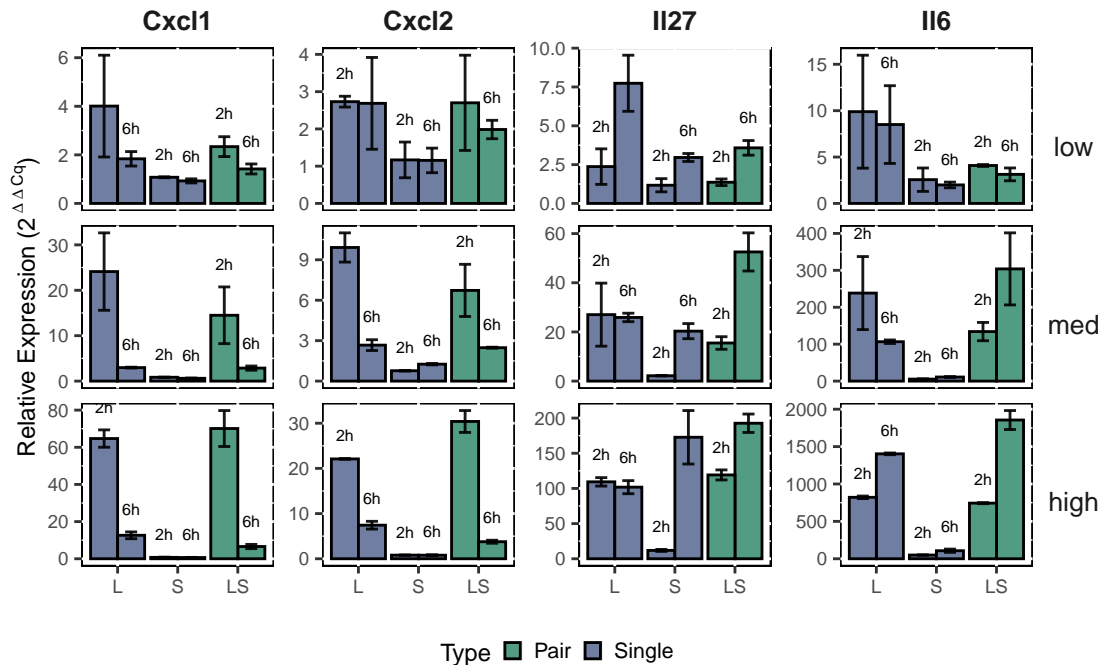 Cxcl1 Cxcl2 Il27 Il6
Relative Expression (2^ΔΔCq)
6
4
2
0
6h
2h
6h
2h
6h
4
3
2
1
0
2h
2h
6h
6h
10.0
7.5
5.0
2.5
0.0
2h
2h
6h
2h
6h
15
10
5
0
6h
2h
6h
2h
6h
low
30
20
10
0
6h
2h
6h
2h
6h
9
6
3
0
6h
2h
6h
2h
6h
60
40
20
0
2h
6h
2h
6h
2h
400
300
200
100
0
2h
6h
2h
6h
2h
med
80
60
40
20
0
2h
6h
2h
6h
6h
30
20
10
0
2h
6h
2h
6h
6h
200
150
100
50
0
2h
6h
2h
2h
2000
1500
1000
500
0
2h
6h
2h
6h
2h
high
L S LS L S LS L S LS L S LS
Type Pair Single